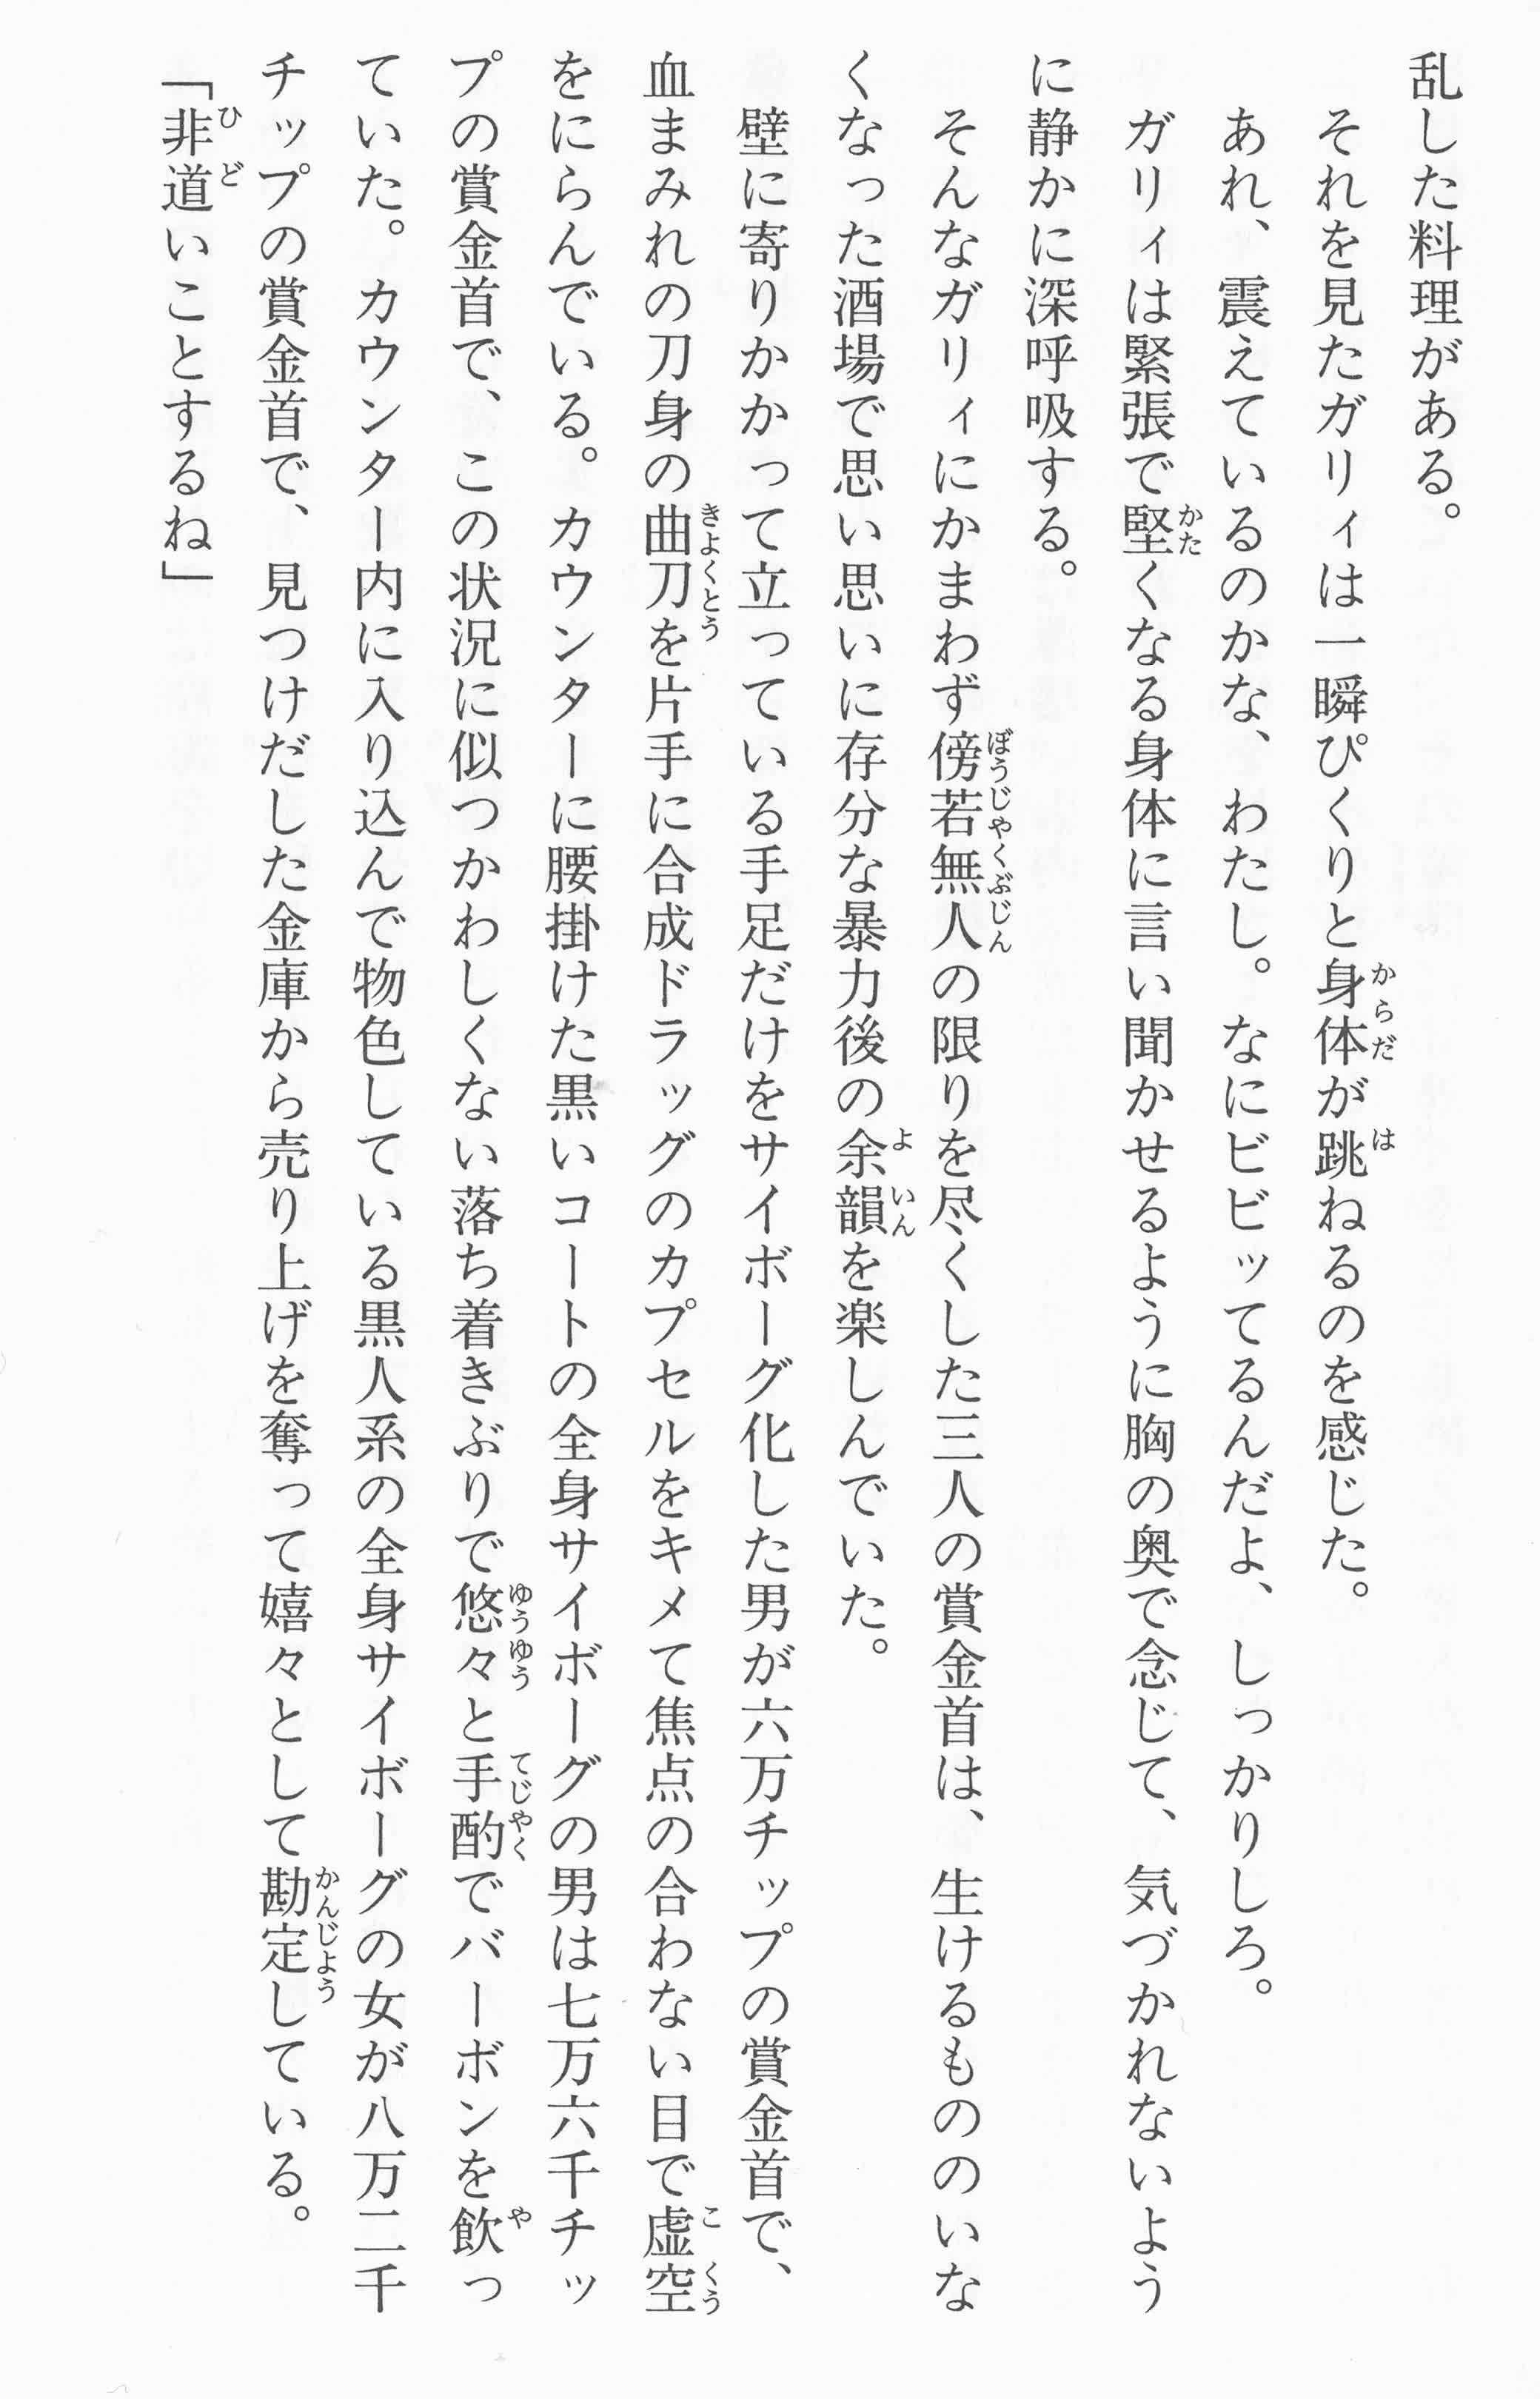 乱した料理がある。
それを見たガリィは一瞬ぴくりと身体が跳ねるのを感じた。
あれ、震えているのかな、わたし。なにビビッてるんだよ、しっかりしろ。
ガリィは緊張で堅くなる身体に言い聞かせるように胸の奥で念じて、気づかれないよう
に静かに深呼吸する。
そんなガリィにかまわず傍若無人の限りを尽くした三人の賞金首は、生けるもののいな
くなった酒場で思い思いに存分な暴力後の余韻を楽しんでいた。
壁に寄りかかって立っている手足だけをサイボーグ化した男が六万チップの賞金首で、
血まみれの刀身の曲刀を片手に合成ドラッグのカプセルをキメて焦点の合わない目で虚空
をにらんでいる。カウンターに腰掛けた黒いコートの全身サイボーグの男は七万六千チッ
プの賞金首で、この状況に似つかわしくない落ち着きぶりで悠々と手酌でバーボンを飲っ
ていた。カウンター内に入り込んで物色している黒人系の全身サイボーグの女が八万二千
チップの賞金首で、見つけだした金庫から売り上げを奪って嬉々として勘定している。
「非道いことするね」